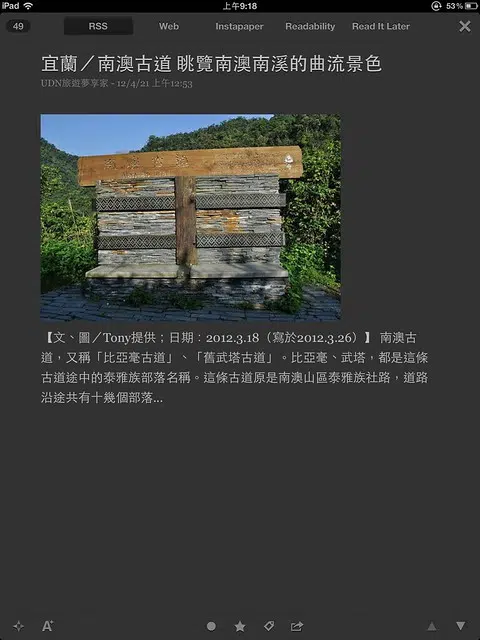 iPad 上午9:18 53%
49 RSS Web Instapaper Readability Read It Later
宜蘭／南澳古道 眺覽南澳南溪的曲流景色
UDN旅遊夢享家 - 12/4/21 上午12:53
【文、圖／Tony提供；日期：2012.3.18（寫於2012.3.26）】 南澳古
道，又稱「比亞毫古道」、「舊武塔古道」。比亞毫、武塔，都是這條
古道途中的泰雅族部落名稱。這條古道原是南澳山區泰雅族社路，道路
沿途共有十幾個部落...
A+